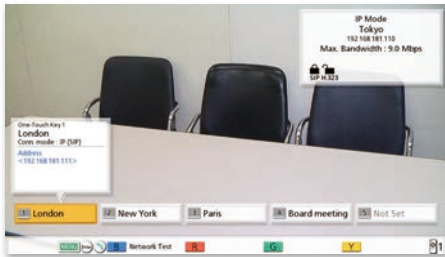 IP Mode
Tokyo
192.168.181.110
Max. Bandwidth : 9.0 Mbps
SIP H.323
One-Touch Key 1
London
Conn. mode : IP (SIP)
Address
<192.168.181.111>
1 London
2 New York
3 Paris
4 Board meeting
5 Not Set
B Network Test
R
G
Y
1